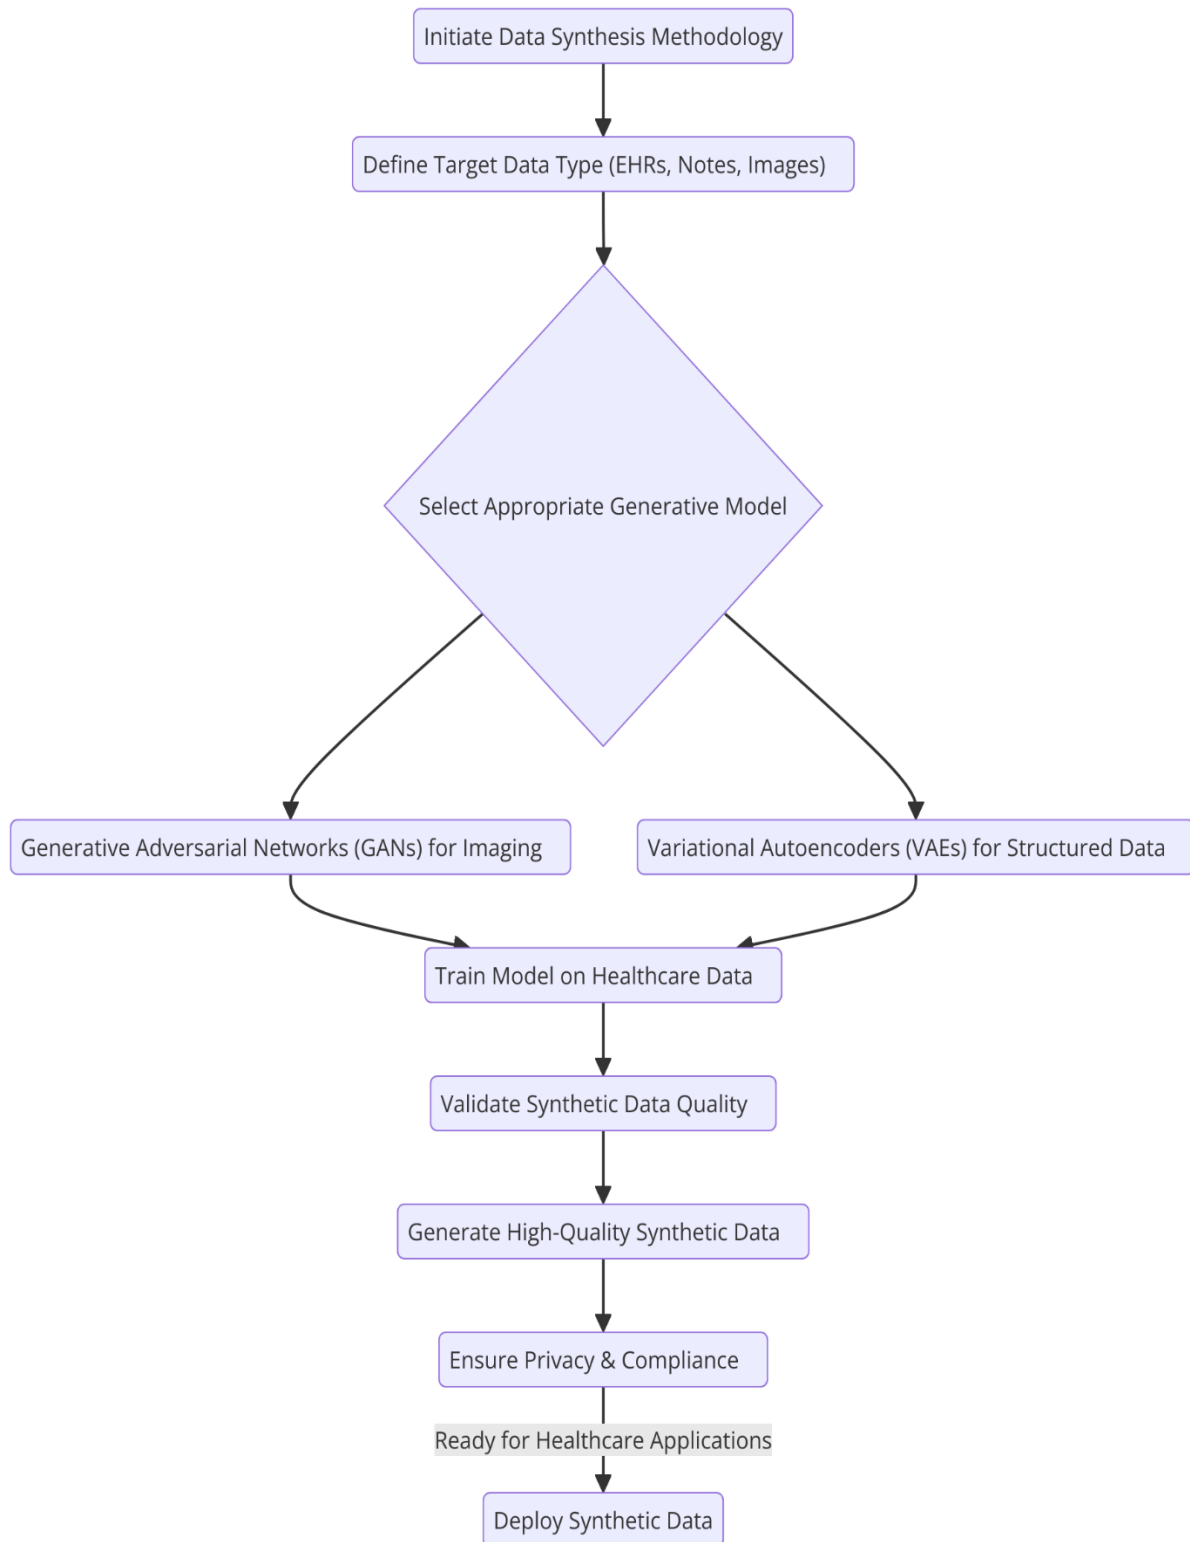 Initiate Data Synthesis Methodology
Define Target Data Type (EHRs, Notes, Images)
Select Appropriate Generative Model
Generative Adversarial Networks (GANs) for Imaging
Variational Autoencoders (VAEs) for Structured Data
Train Model on Healthcare Data
Validate Synthetic Data Quality
Generate High-Quality Synthetic Data
Ensure Privacy & Compliance
Ready for Healthcare Applications
Deploy Synthetic Data